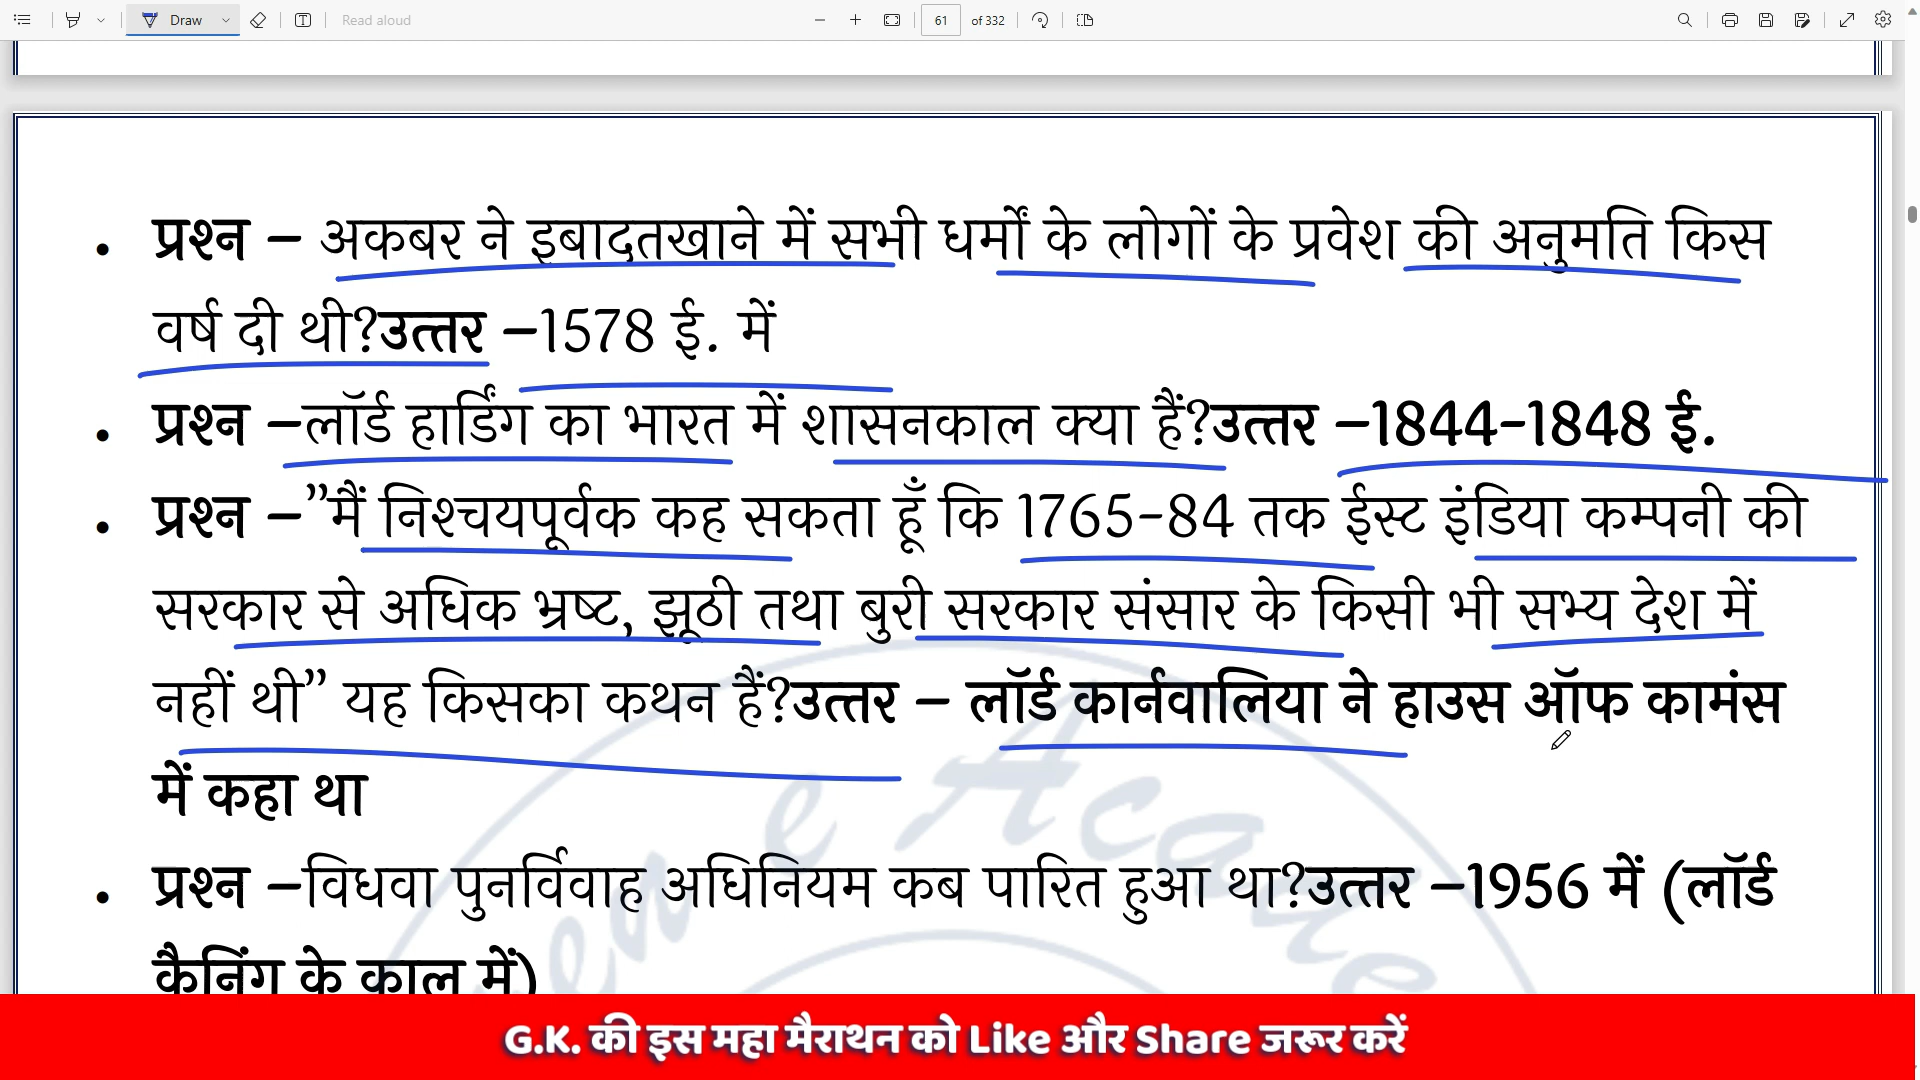 Draw
Read aloud
61 of 332
• प्रश्न – अकबर ने इबादतखाने में सभी धर्मों के लोगों के प्रवेश की अनुमति किस
वर्ष दी थी?उत्तर –1578 ई. में
• प्रश्न –लॉर्ड हार्डिंग का भारत में शासनकाल क्या हैं?उत्तर –1844-1848 ई.
• प्रश्न –”मैं निश्चयपूर्वक कह सकता हूँ कि 1765-84 तक ईस्ट इंडिया कम्पनी की
सरकार से अधिक भ्रष्ट, झूठी तथा बुरी सरकार संसार के किसी भी सभ्य देश में
नहीं थी” यह किसका कथन हैं?उत्तर – लॉर्ड कार्नवालिया ने हाउस ऑफ कामंस
में कहा था
• प्रश्न –विधवा पुनर्विवाह अधिनियम कब पारित हुआ था?उत्तर –1956 में (लॉर्ड
कैनिंग के काल में)
G.K. की इस महा मैराथन को Like और Share जरूर करें